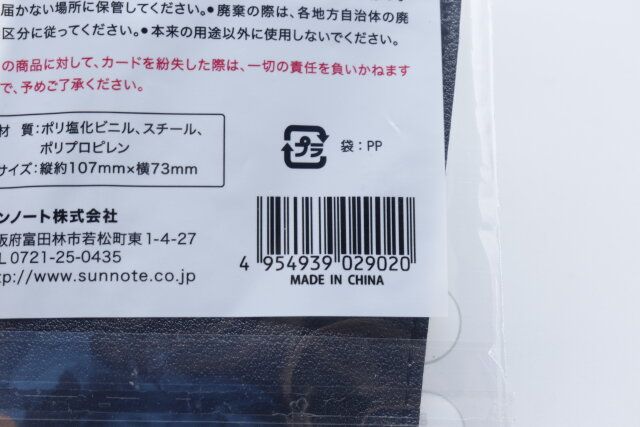 届かない場所に保管してください。●廃棄の際は、各地方自治体の廃
区分に従ってください。●本来の用途以外に使用しないでください。
の商品に対して、カードを紛失した際は、一切の責任を負いかねます
で、予めご了承ください。
材 質:ポリ塩化ビニル、スチール、
ポリプロピレン
サイズ:縦約107mm×横73mm
プラ
袋:PP
ンノート株式会社
阪府富田林市若松町東1-4-27
L 0721-25-0435
ttp://www.sunnote.co.jp
4 954939 029020
MADE IN CHINA